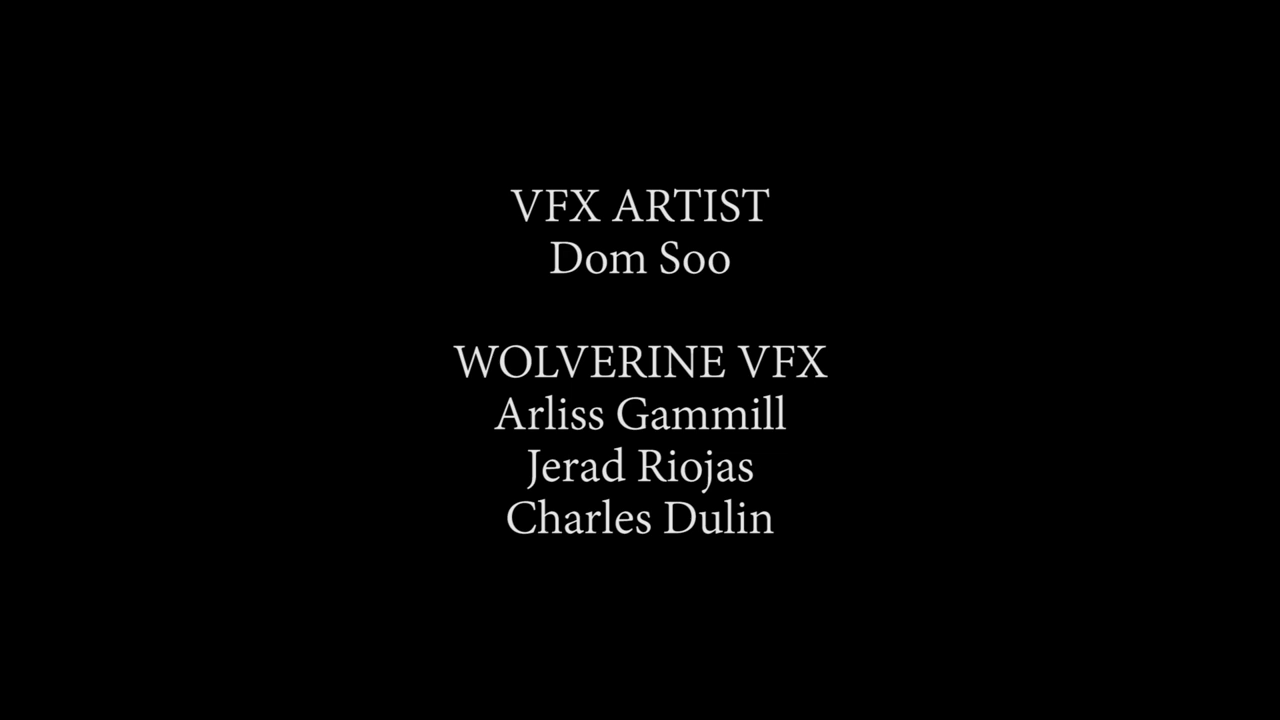 VFX ARTIST
Dom Soo
WOLVERINE VFX
Arliss Gammill
Jerad Riojas
Charles Dulin